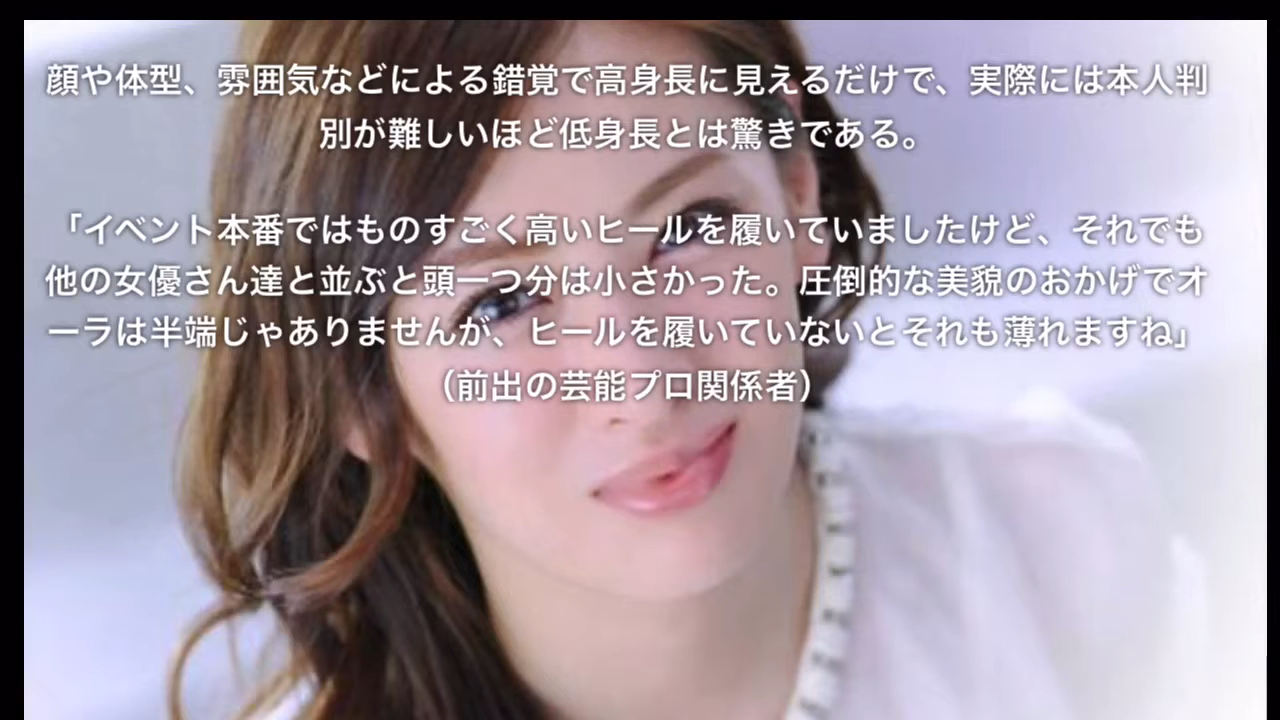 顔や体型、雰囲気などによる錯覚で高身長に見えるだけで、実際には本人判
別が難しいほど低身長とは驚きである。
「イベント本番ではものすごく高いヒールを履いていましたけど、それでも
他の女優さん達と並ぶと頭一つ分は小さかった。圧倒的な美貌のおかげでオ
ーラは半端じゃありませんが、ヒールを履いていないとそれも薄れますね」
（前出の芸能プロ関係者）